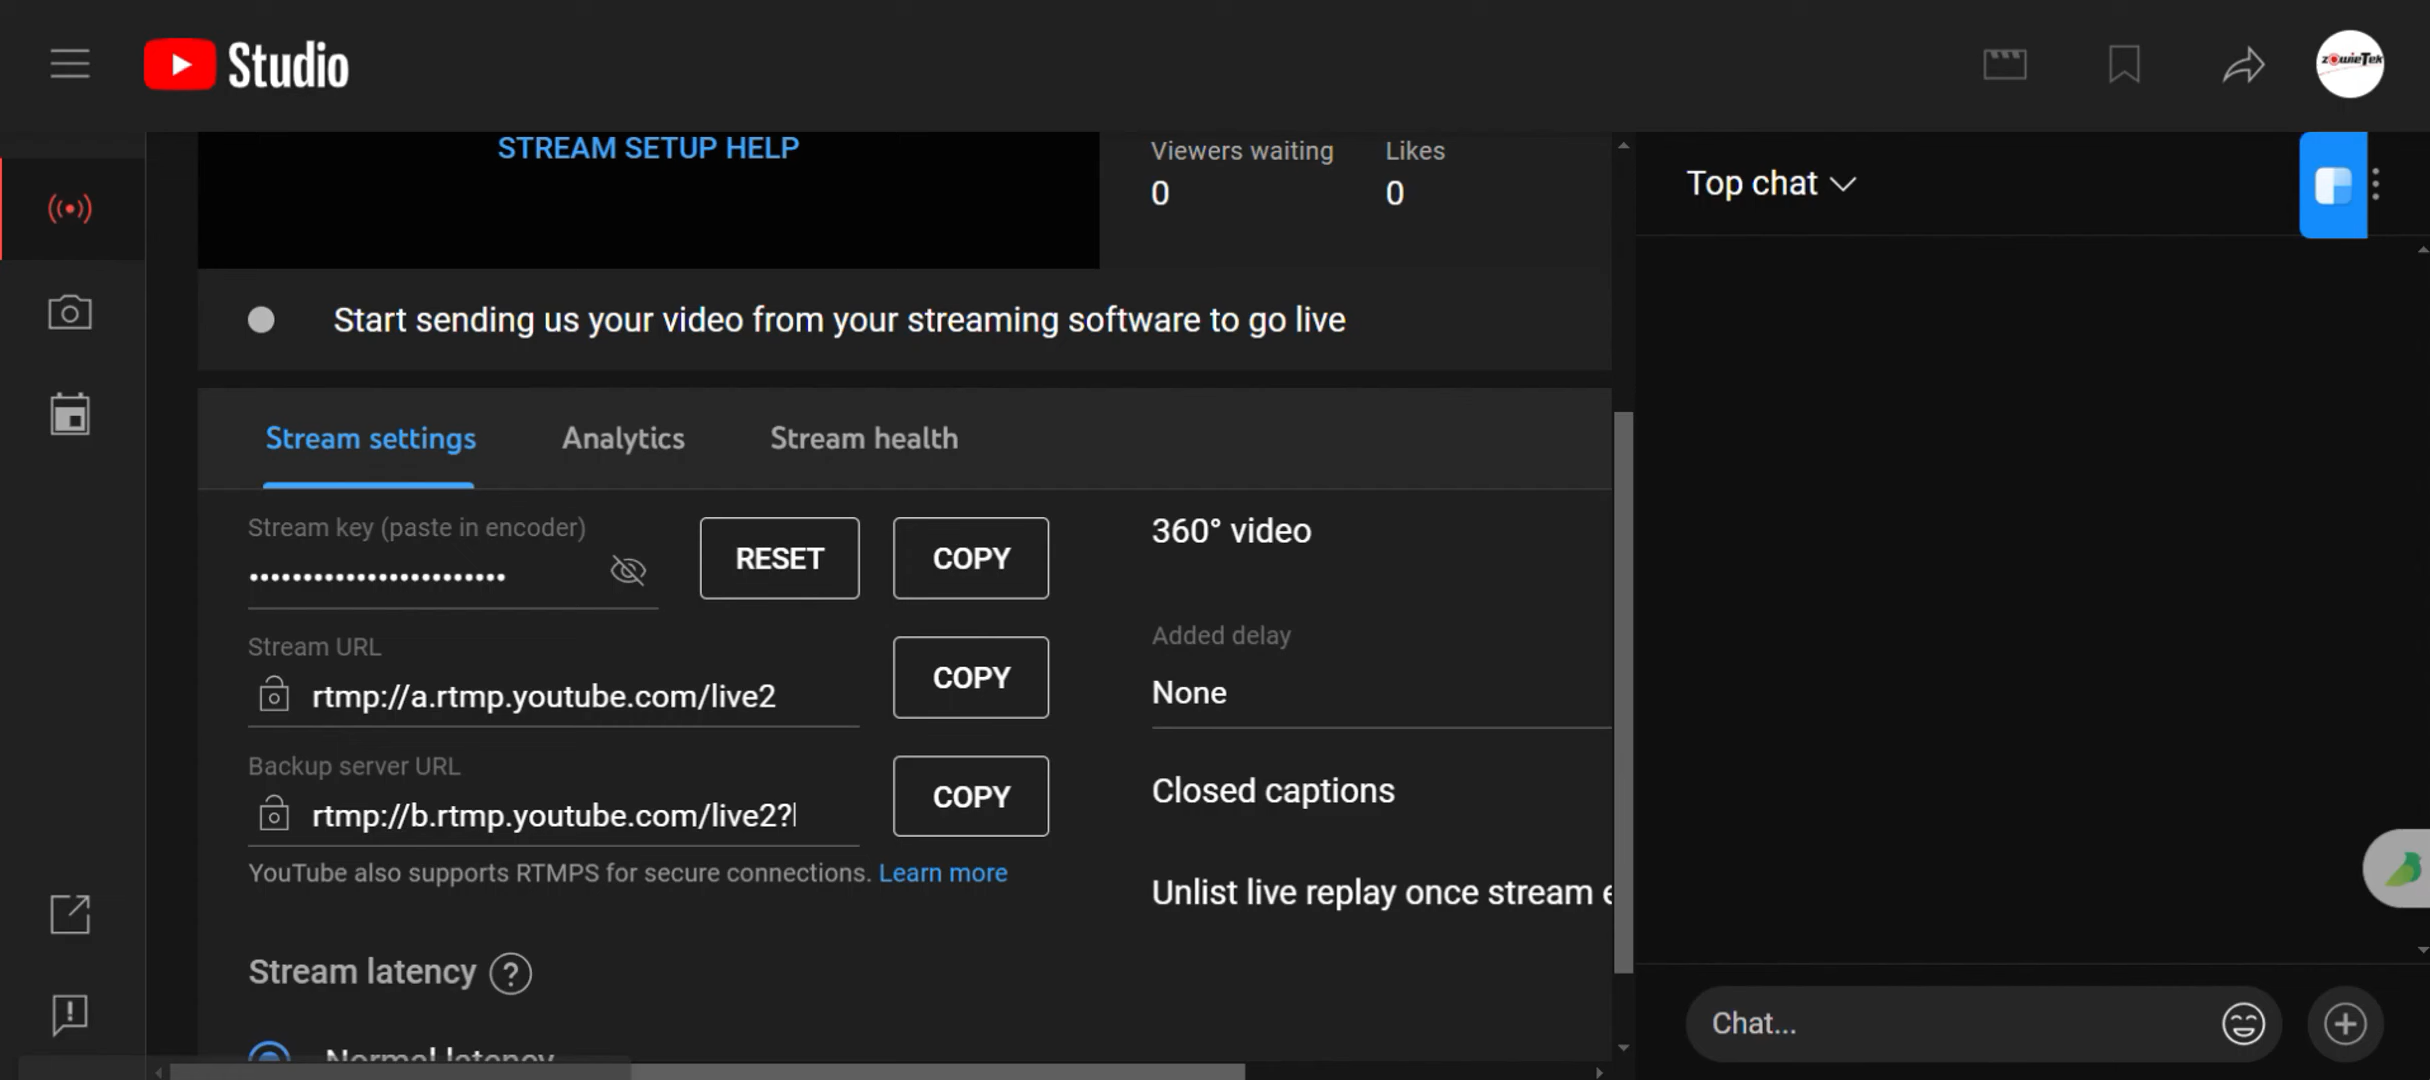 Studio
zowieTek
STREAM SETUP HELP
Viewers waiting
0
Likes
0
Top chat
Start sending us your video from your streaming software to go live
Stream settings
Analytics
Stream health
Stream key (paste in encoder)
••••••••••••••••••••••••
RESET
COPY
Stream URL
rtmp://a.rtmp.youtube.com/live2
COPY
Backup server URL
rtmp://b.rtmp.youtube.com/live2?
COPY
YouTube also supports RTMPS for secure connections. Learn more
Stream latency ?
Normal latency
360° video
Added delay
None
Closed captions
Unlist live replay once stream e
Chat...